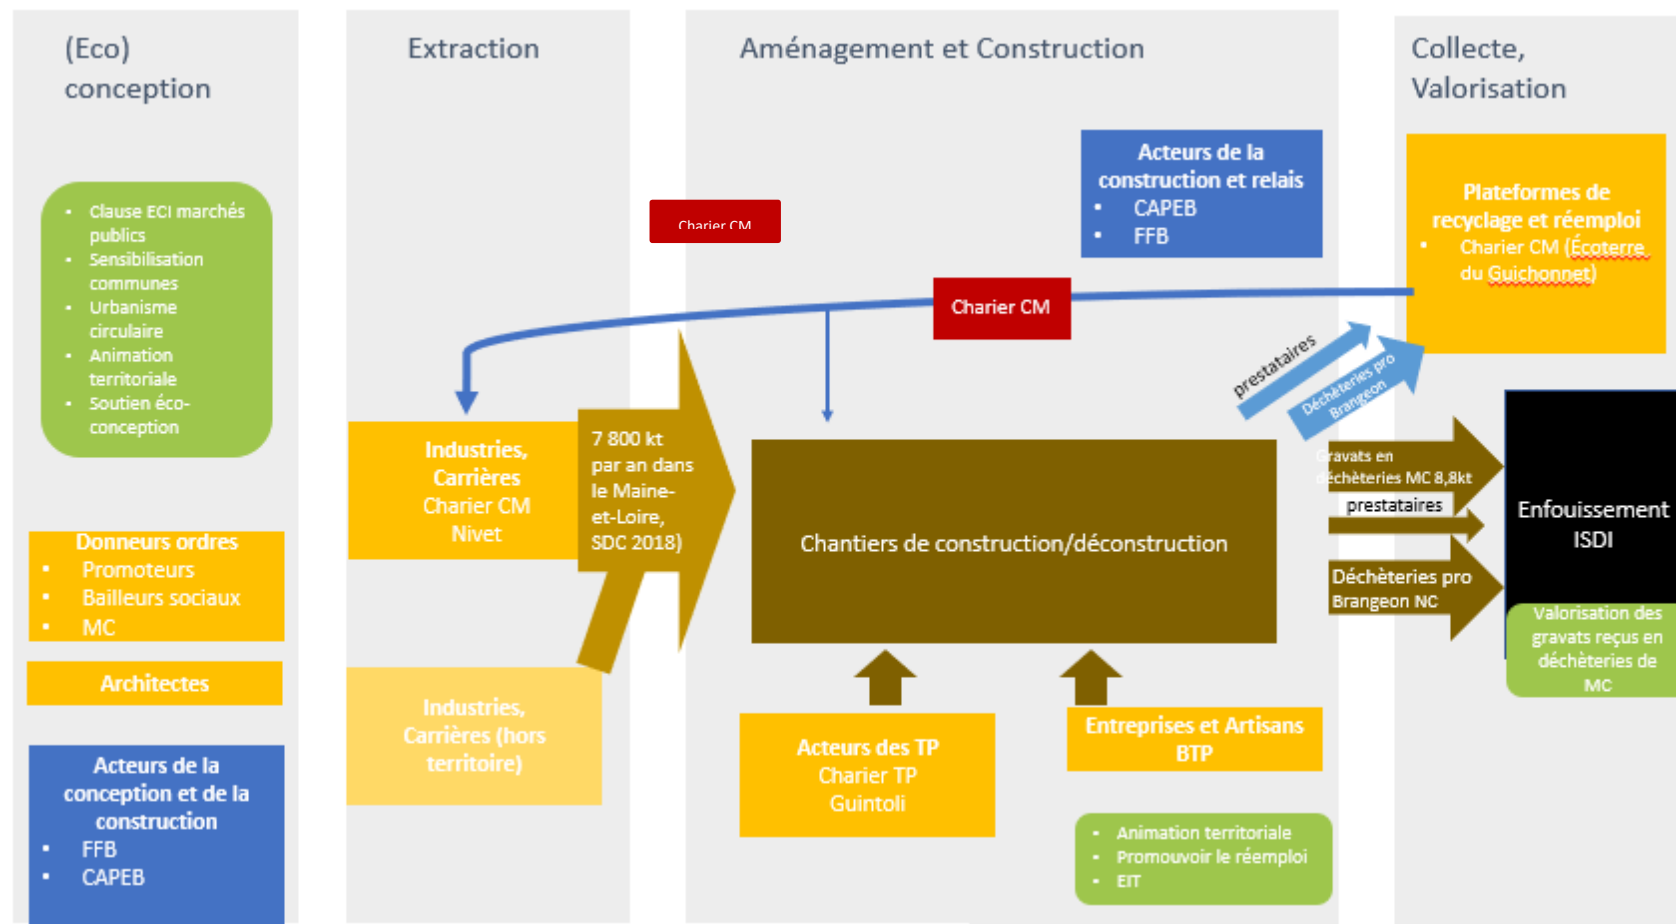 (Eco)
conception
• Clause ECI marchés
publics
• Sensibilisation
communes
• Urbanisme
circulaire
• Animation
territoriale
• Soutien éco-
conception
Donneurs ordres
• Promoteurs
• Bailleurs sociaux
• MC
Architectes
Acteurs de la
conception et de la
construction
• FFB
• CAPEB
Extraction
Industries,
Carrières
Charier CM
Nivet
7 800 kt
par an dans
le Maine-
et-Loire,
SDC 2018)
Industries,
Carrières (hors
territoire)
Charier CM
Aménagement et Construction
Acteurs de la
construction et relais
• CAPEB
• FFB
Charier CM
Chantiers de construction/déconstruction
Acteurs des TP
Charier TP
Guintoli
Entreprises et Artisans
BTP
• Animation territoriale
• Promouvoir le réemploi
• EIT
Collecte,
Valorisation
Plateformes de
recyclage et réemploi
• Charier CM (Écoterre
du Guichonnet)
prestataires
Déchèteries pro
Brangeon
Gravats en
déchèteries MC 8,8kt
prestataires
Déchèteries pro
Brangeon NC
Enfouissement
ISDI
Valorisation des
gravats reçus en
déchèteries de
MC